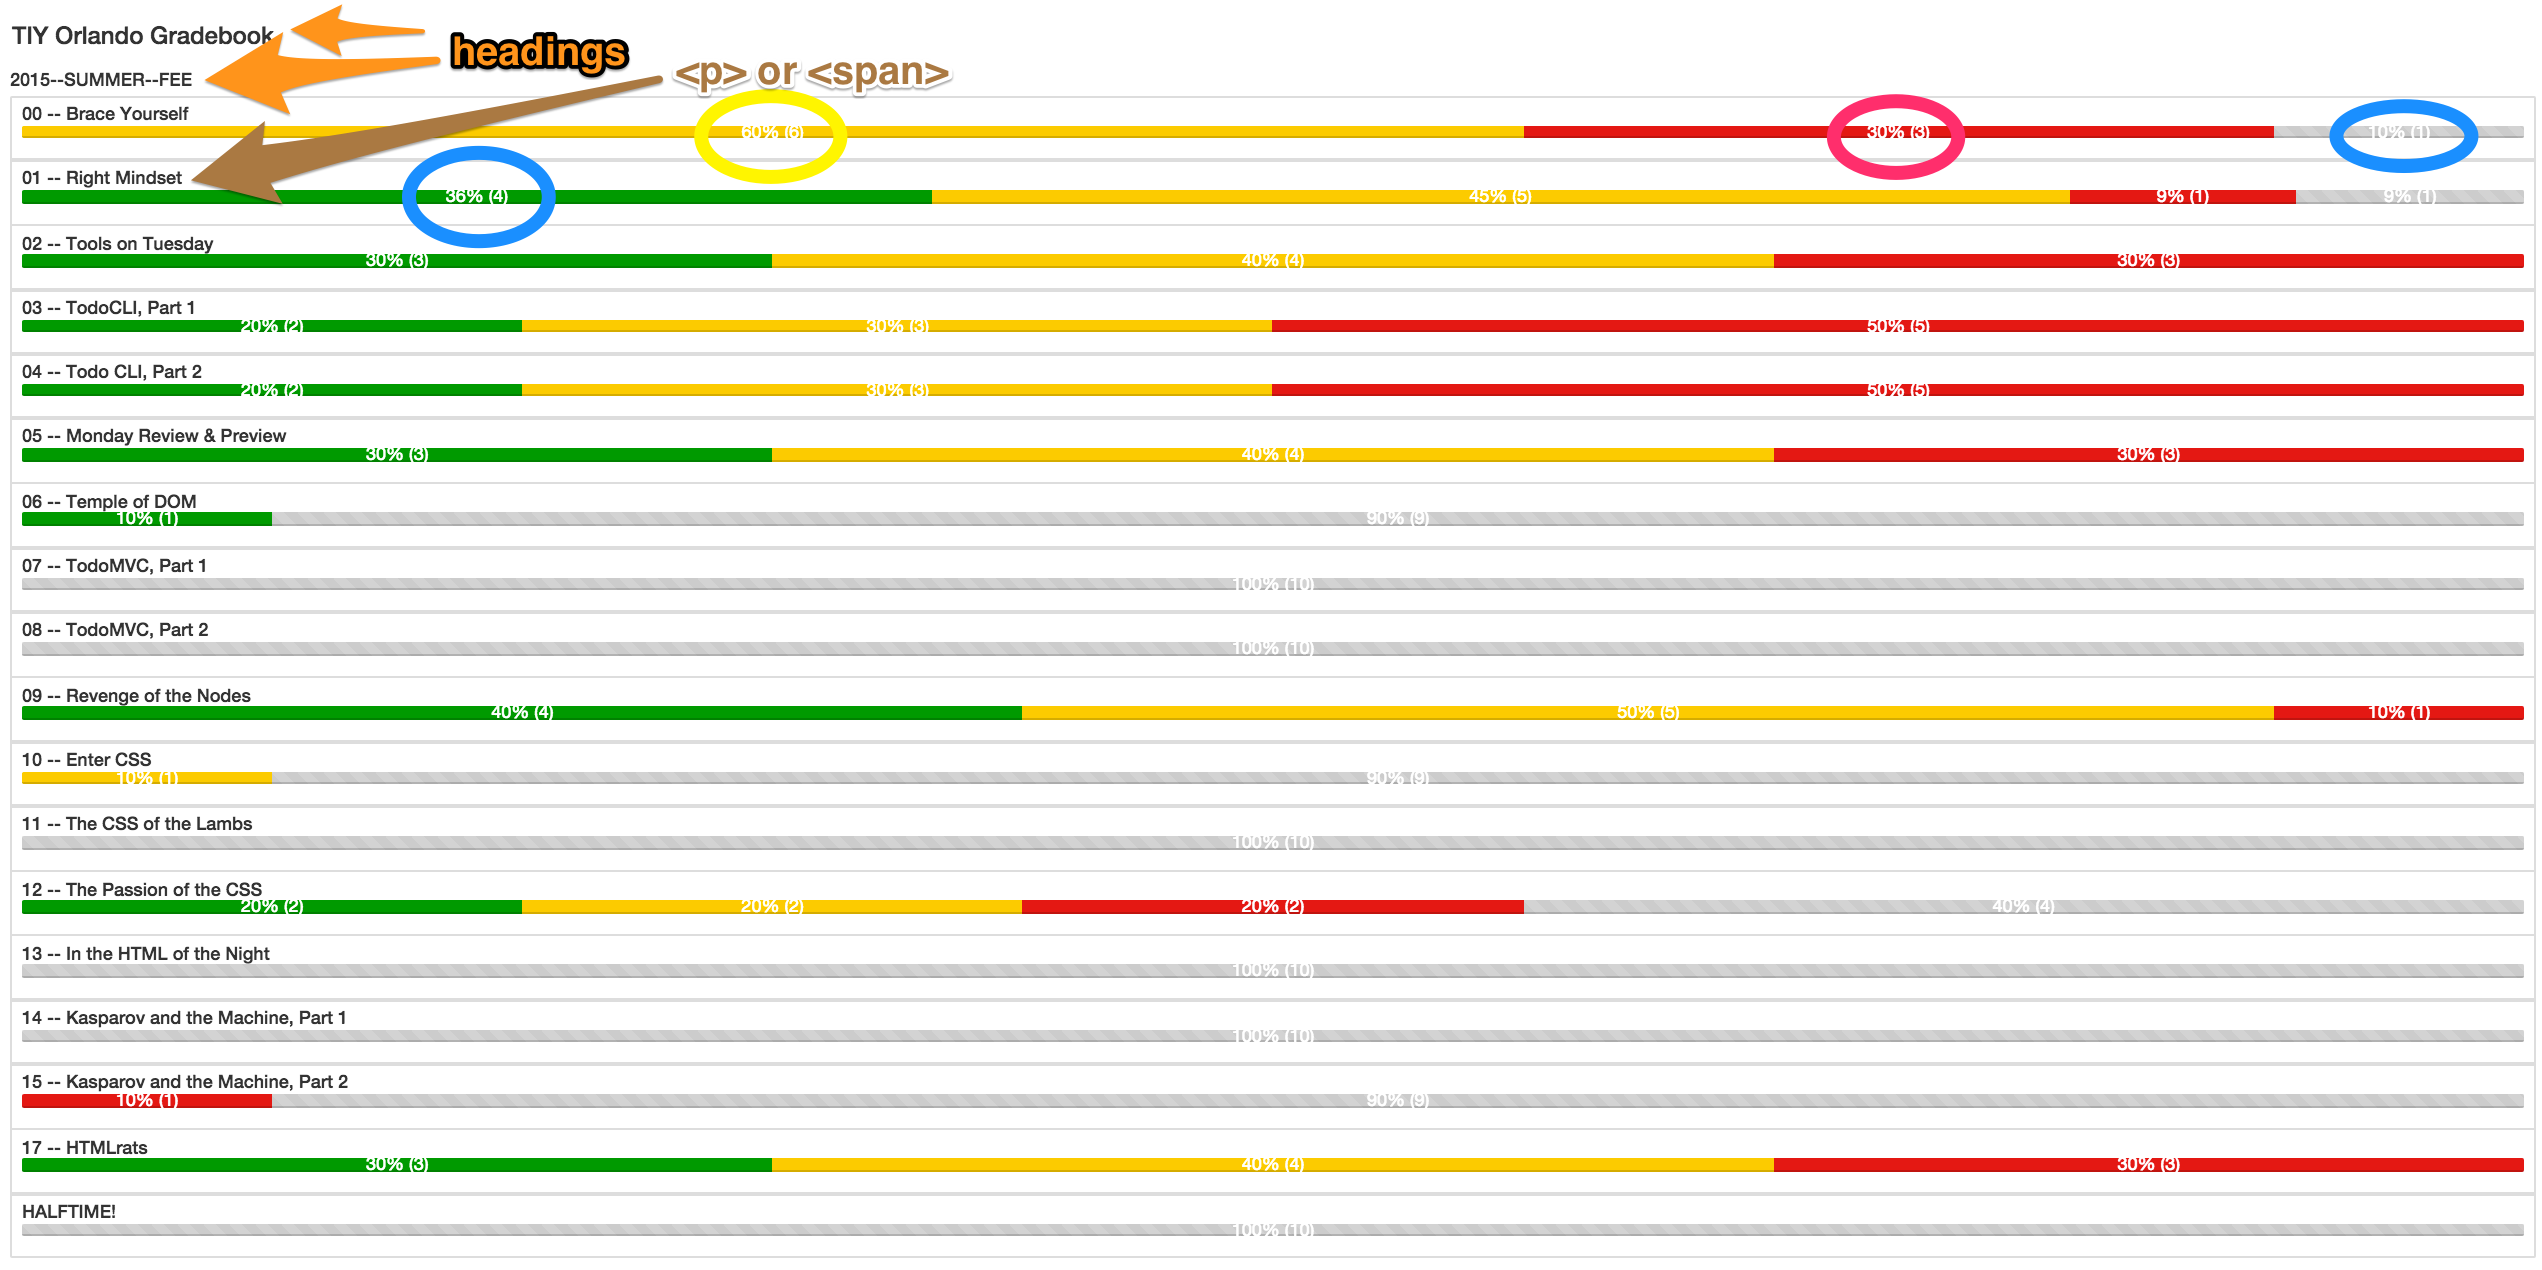 TIY Orlando Gradebook
headings
2015--SUMMER--FEE
<p> or <span>
00 -- Brace Yourself
60% (6) 30% (3) 10% (1)
01 -- Right Mindset
36% (4) 45% (5) 9% (1) 9% (1)
02 -- Tools on Tuesday
30% (3) 40% (4) 30% (3)
03 -- TodoCLI, Part 1
20% (2) 30% (3) 50% (5)
04 -- Todo CLI, Part 2
20% (2) 30% (3) 50% (5)
05 -- Monday Review & Preview
30% (3) 40% (4) 30% (3)
06 -- Temple of DOM
10% (1) 90% (9)
07 -- TodoMVC, Part 1
100% (10)
08 -- TodoMVC, Part 2
100% (10)
09 -- Revenge of the Nodes
40% (4) 50% (5) 10% (1)
10 -- Enter CSS
10% (1) 90% (9)
11 -- The CSS of the Lambs
100% (10)
12 -- The Passion of the CSS
20% (2) 20% (2) 20% (2) 40% (4)
13 -- In the HTML of the Night
100% (10)
14 -- Kasparov and the Machine, Part 1
100% (10)
15 -- Kasparov and the Machine, Part 2
10% (1) 90% (9)
17 -- HTMLrats
30% (3) 40% (4) 30% (3)
HALFTIME!
100% (10)